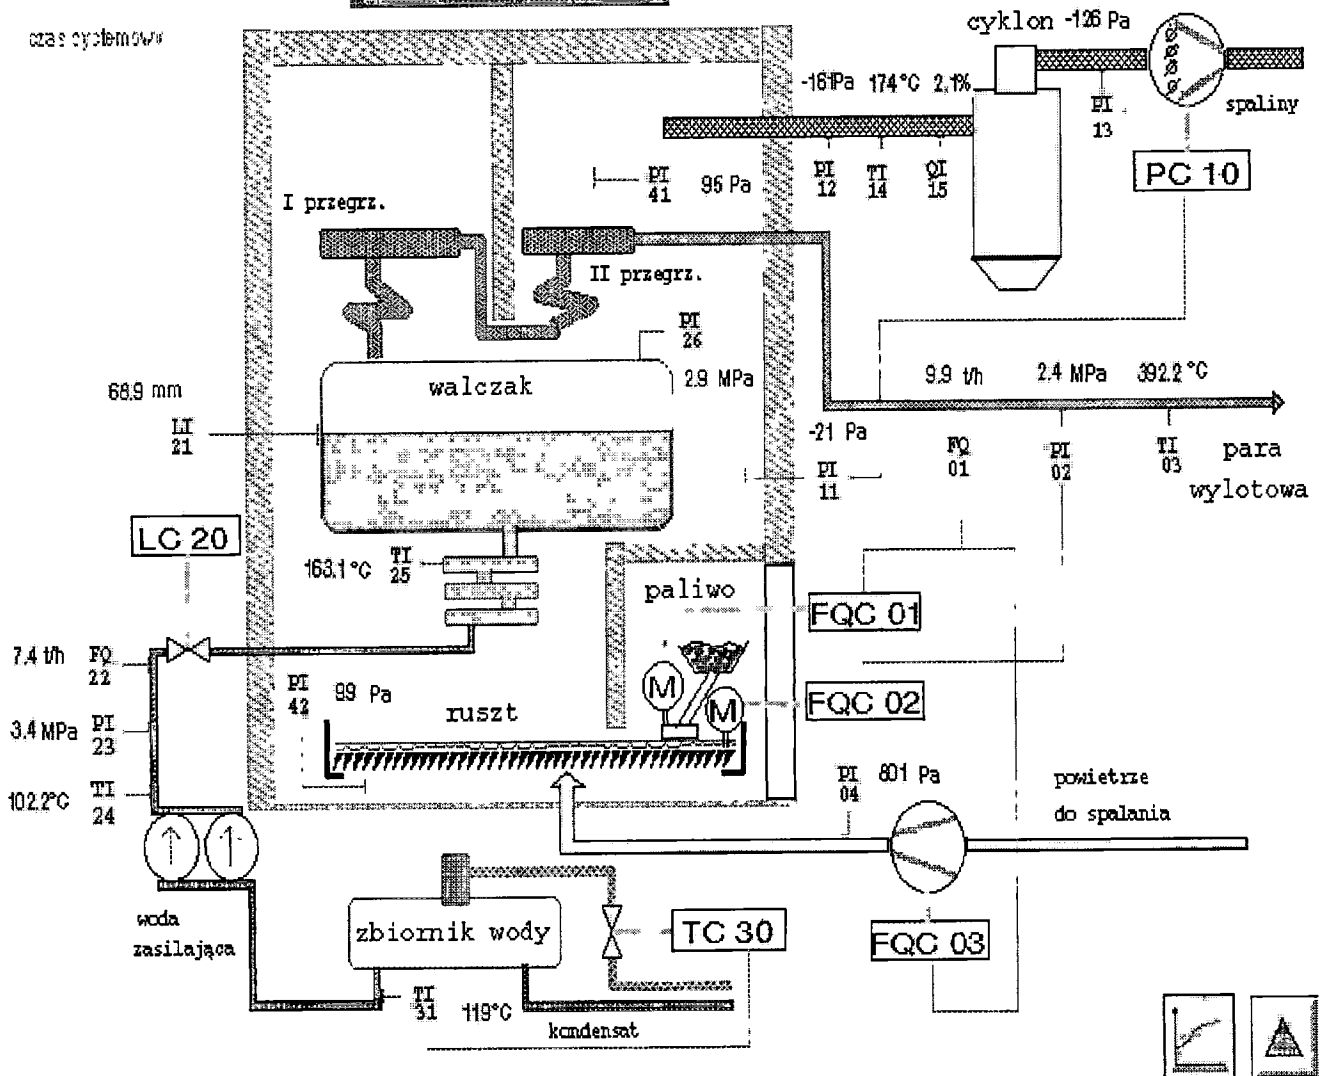 cyklon -126 Pa
-161Pa 174°C 2.1%
PI
13
spaliny
PC 10
PI
12
TI
14
QI
15
PI
41
96 Pa
I przegrz.
II przegrz.
PI
26
2.9 MPa
walczak
68.9 mm
LI
21
9.9 t/h 2.4 MPa 392.2°C
-21 Pa
PI
11
FQ
01
PI
02
TI
03
para
wylotowa
LC 20
163.1°C
TI
25
paliwo
FQC 01
7.4 t/h
FQ
22
PI
42
99 Pa
M
M
FQC 02
ruszt
3.4 MPa
PI
23
102.2°C
TI
24
PI
04
801 Pa
powietrze
do spalania
woda
zasilająca
zbiornik wody
TC 30
FQC 03
TI
31
119°C
kondensat